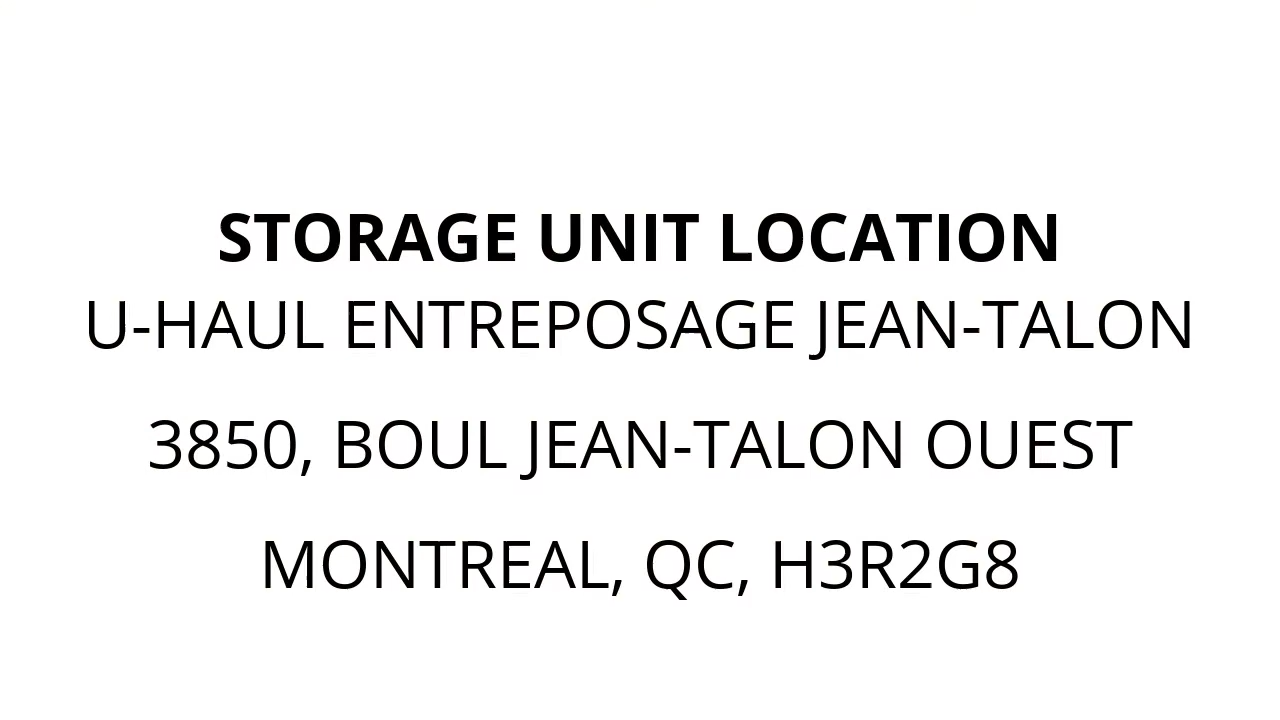 STORAGE UNIT LOCATION
U-HAUL ENTREPOSAGE JEAN-TALON
3850, BOUL JEAN-TALON OUEST
MONTREAL, QC, H3R2G8